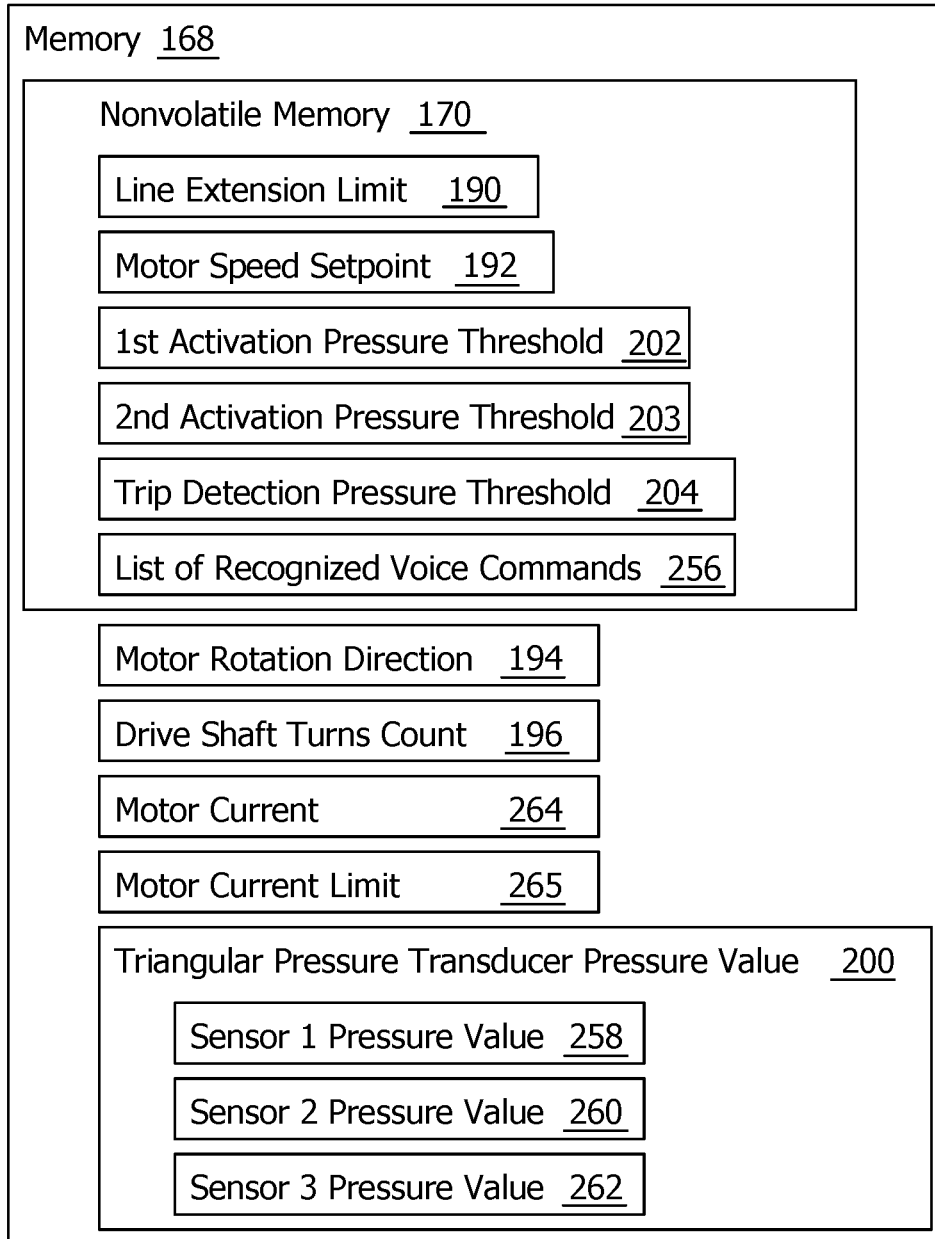 Memory 168
Nonvolatile Memory 170
Line Extension Limit 190
Motor Speed Setpoint 192
1st Activation Pressure Threshold 202
2nd Activation Pressure Threshold 203
Trip Detection Pressure Threshold 204
List of Recognized Voice Commands 256
Motor Rotation Direction 194
Drive Shaft Turns Count 196
Motor Current 264
Motor Current Limit 265
Triangular Pressure Transducer Pressure Value 200
Sensor 1 Pressure Value 258
Sensor 2 Pressure Value 260
Sensor 3 Pressure Value 262